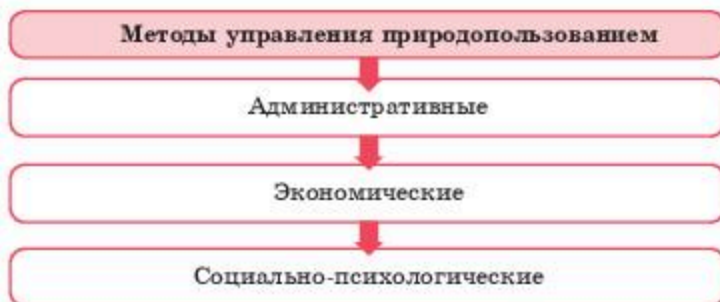 Методы управления природопользованием
Административные
Экономические
Социально-психологические